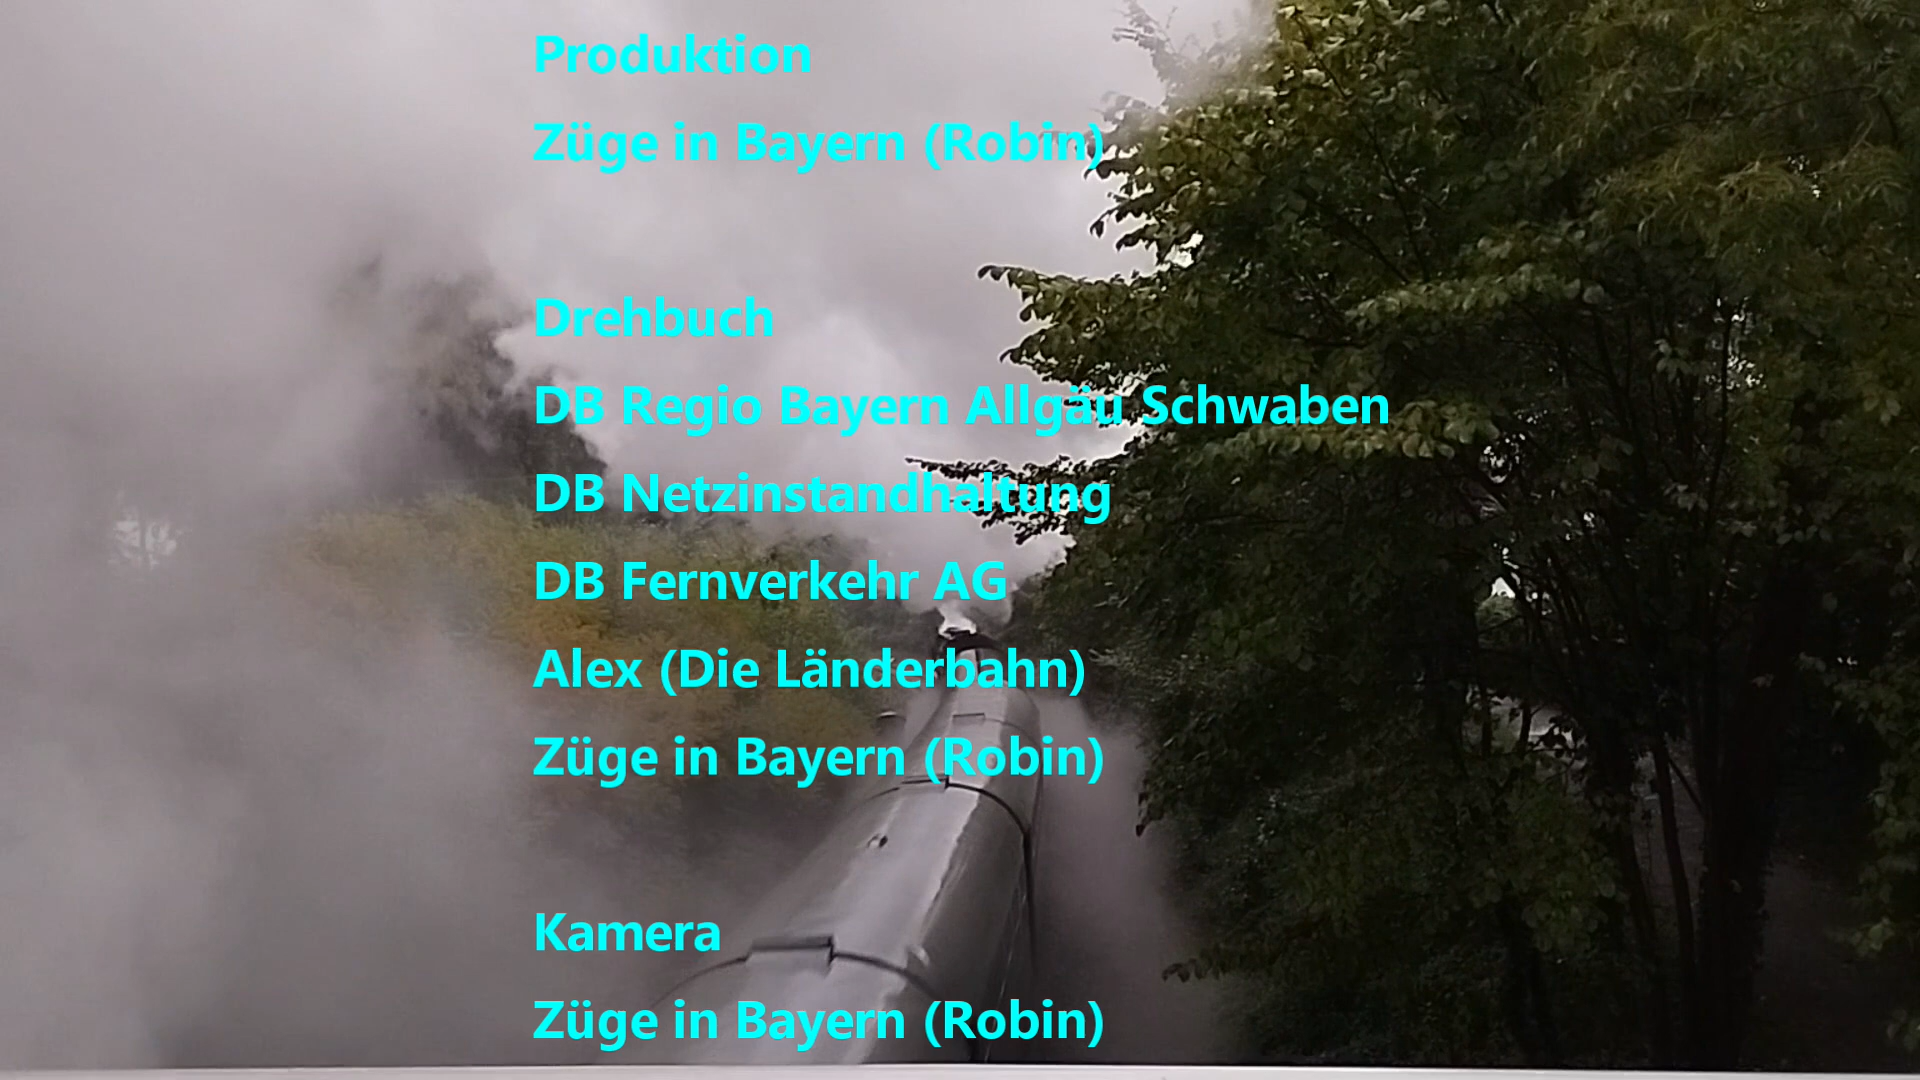 Produktion
Züge in Bayern (Robin)
Drehbuch
DB Regio Bayern Allgäu Schwaben
DB Netzinstandhaltung
DB Fernverkehr AG
Alex (Die Länderbahn)
Züge in Bayern (Robin)
Kamera
Züge in Bayern (Robin)